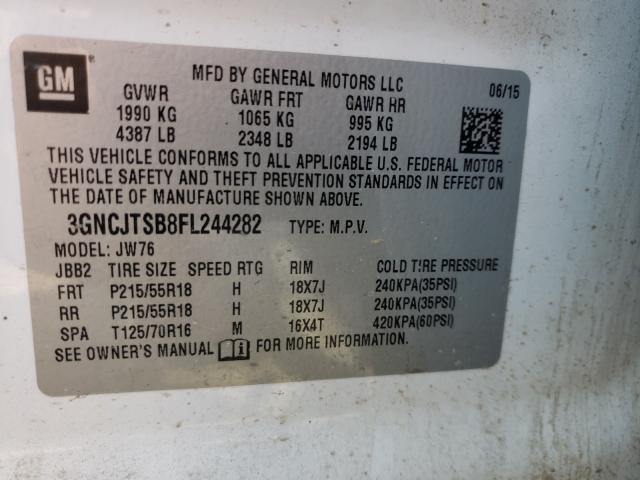 GM
MFD BY GENERAL MOTORS LLC 06/15
GVWR GAWR FRT GAWR RR
1990 KG 1065 KG 995 KG
4387 LB 2348 LB 2194 LB
THIS VEHICLE CONFORMS TO ALL APPLICABLE U.S. FEDERAL MOTOR
VEHICLE SAFETY AND THEFT PREVENTION STANDARDS IN EFFECT ON
THE DATE OF MANUFACTURE SHOWN ABOVE.
3GNCJTSB8FL244282 TYPE: M.P.V.
MODEL: JW76
JBB2 TIRE SIZE SPEED RTG RIM COLD TIRE PRESSURE
FRT P215/55R18 H 18X7J 240KPA(35PSI)
RR P215/55R18 H 18X7J 240KPA(35PSI)
SPA T125/70R16 M 16X4T 420KPA(60PSI)
SEE OWNER'S MANUAL FOR MORE INFORMATION.